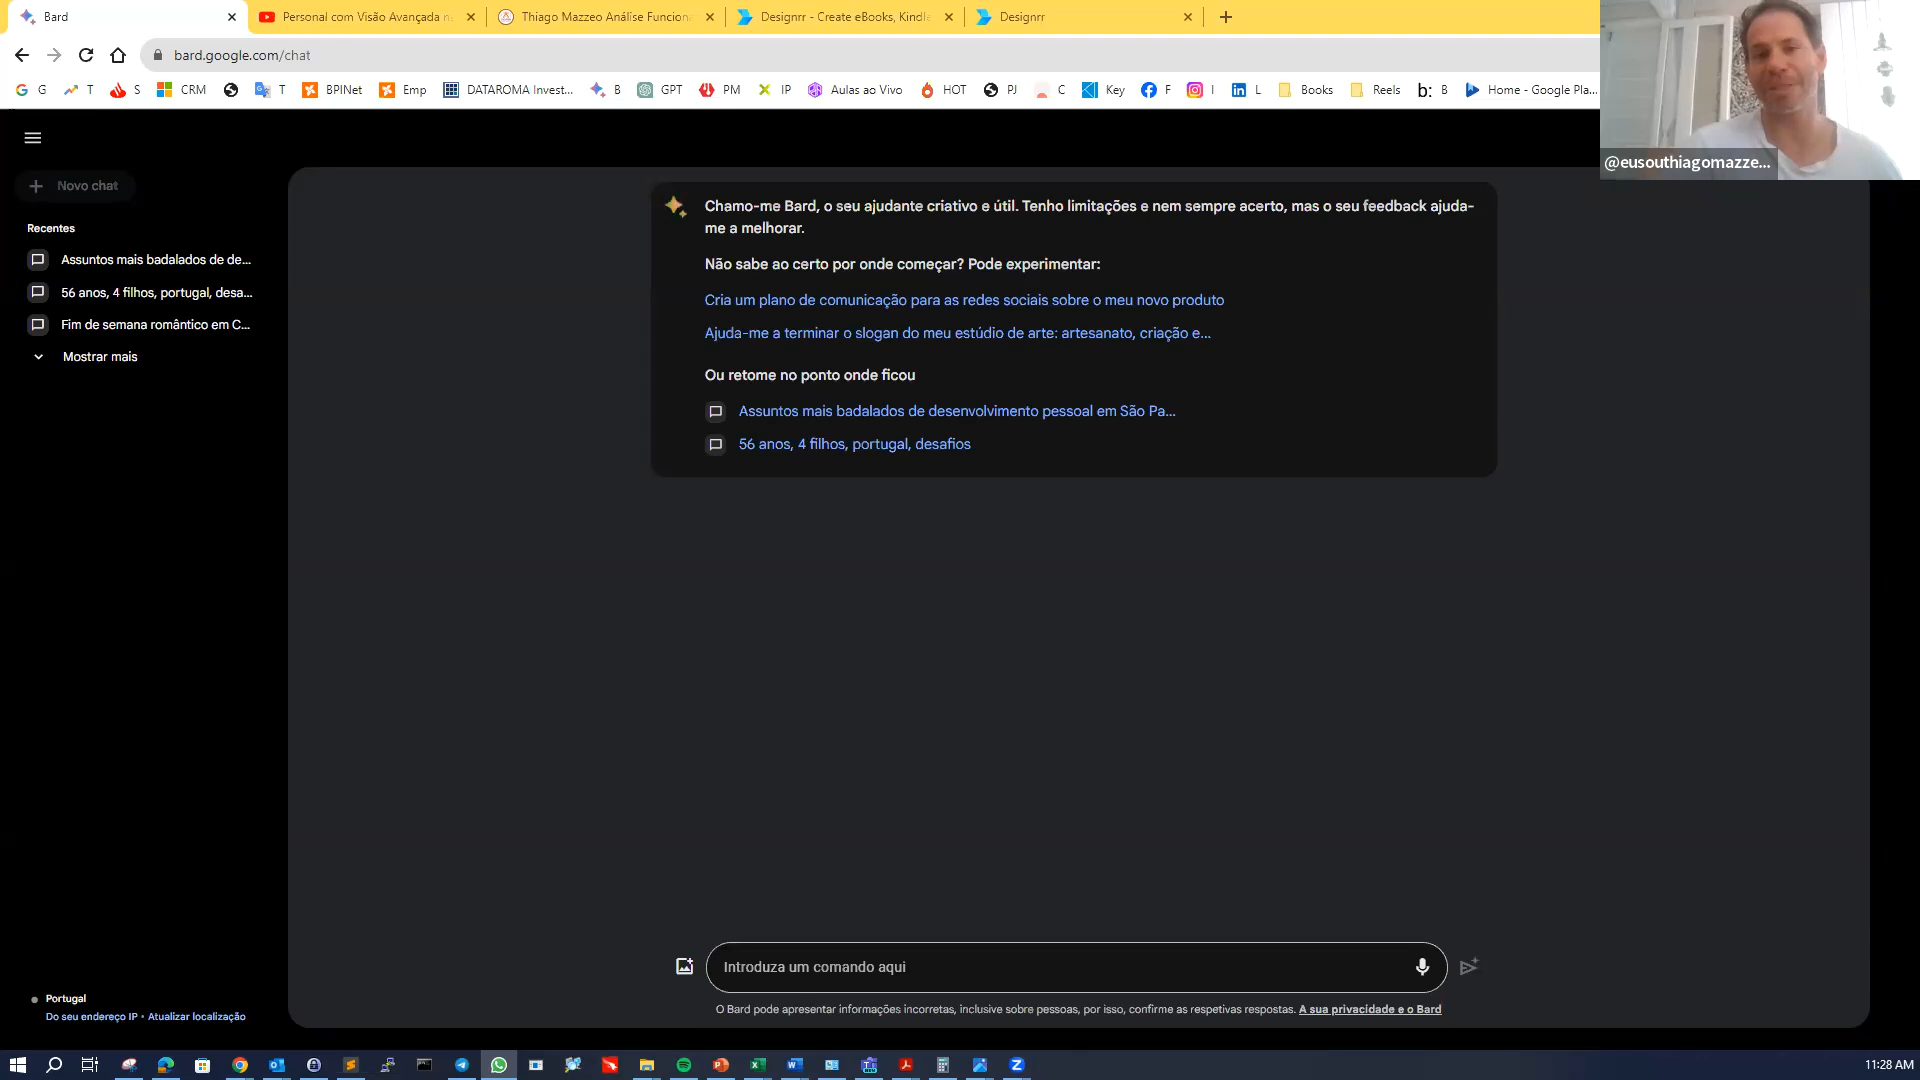 Bard
Personal com Visão Avançada n
Thiago Mazzeo Análise Funcion
Designrr - Create eBooks, Kindle
Designrr
bard.google.com/chat
G
T
S
CRM
T
BPINet
Emp
DATAROMA Invest...
B
GPT
PM
IP
Aulas ao Vivo
HOT
PJ
C
Key
F
I
L
Books
Reels
b: B
Home - Google Pla...
@eusouthiagomazze...
Novo chat
Recentes
Assuntos mais badalados de de...
56 anos, 4 filhos, portugal, desa...
Fim de semana romântico em C...
Mostrar mais
Chamo-me Bard, o seu ajudante criativo e útil. Tenho limitações e nem sempre acerto, mas o seu feedback ajuda-
me a melhorar.
Não sabe ao certo por onde começar? Pode experimentar:
Cria um plano de comunicação para as redes sociais sobre o meu novo produto
Ajuda-me a terminar o slogan do meu estúdio de arte: artesanato, criação e...
Ou retome no ponto onde ficou
Assuntos mais badalados de desenvolvimento pessoal em São Pa...
56 anos, 4 filhos, portugal, desafios
Introduza um comando aqui
O Bard pode apresentar informações incorretas, inclusive sobre pessoas, por isso, confirme as respetivas respostas. A sua privacidade e o Bard
Portugal
Do seu endereço IP • Atualizar localização
11:28 AM